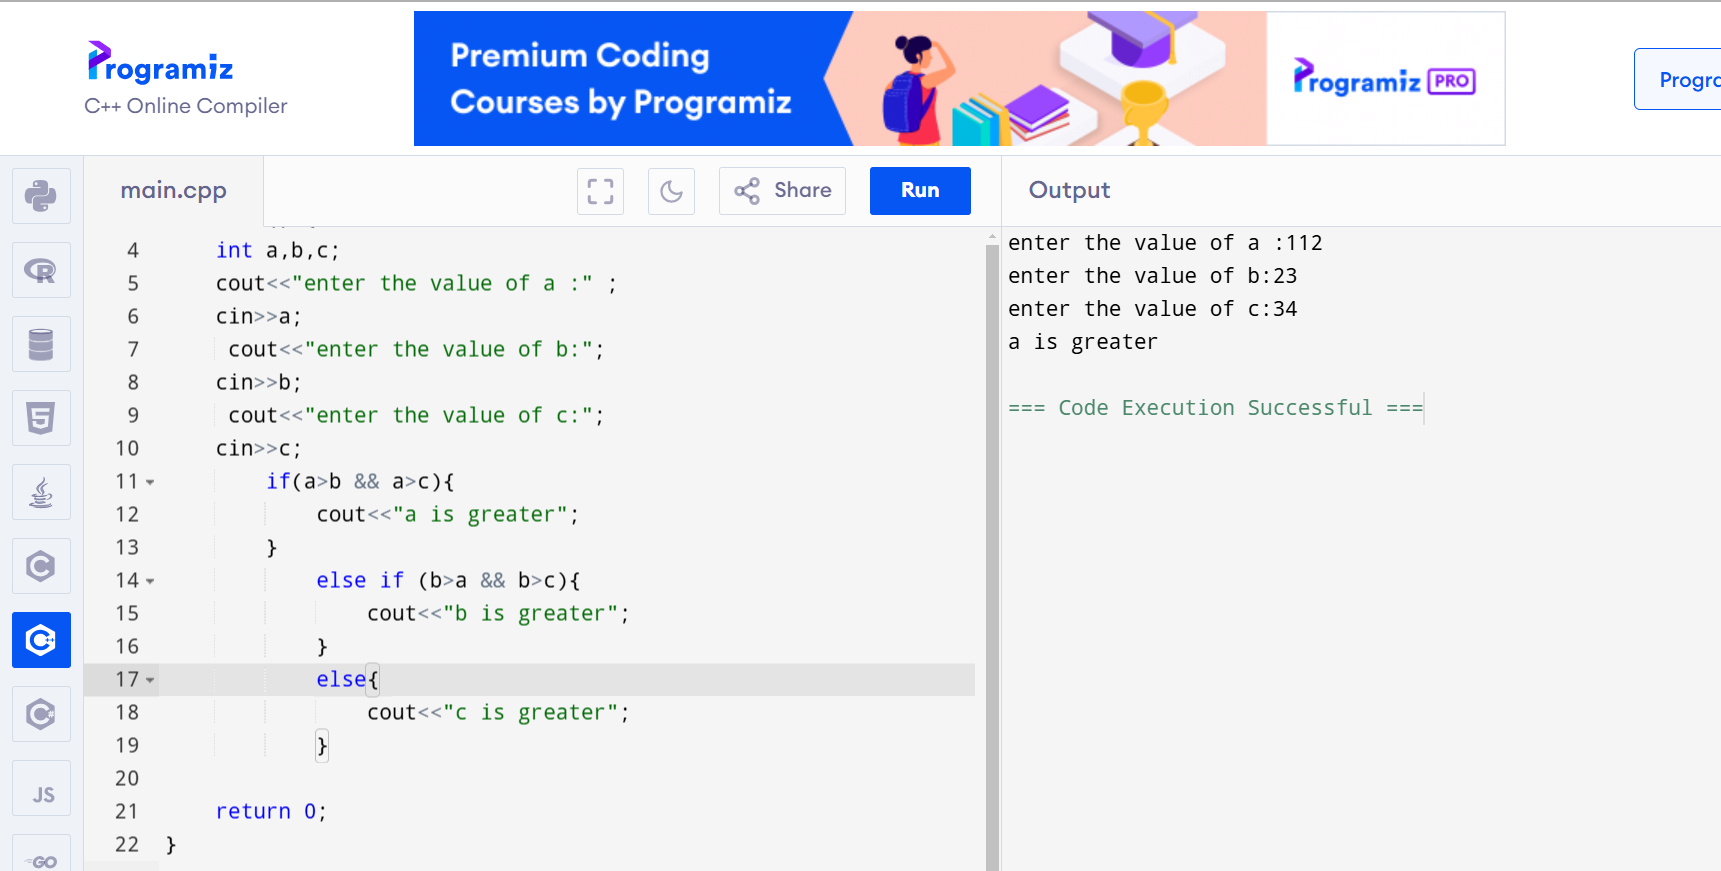 Programiz
C++ Online Compiler
Premium Coding
Courses by Programiz
Programiz PRO
main.cpp
Share
Run
Output
4 int a,b,c;
5 cout<<"enter the value of a :" ;
6 cin>>a;
7 cout<<"enter the value of b:";
8 cin>>b;
9 cout<<"enter the value of c:";
10 cin>>c;
11 if(a>b && a>c){
12 cout<<"a is greater";
13 }
14 else if (b>a && b>c){
15 cout<<"b is greater";
16 }
17 else{
18 cout<<"c is greater";
19 }
20
21 return 0;
22 }
enter the value of a :112
enter the value of b:23
enter the value of c:34
a is greater
=== Code Execution Successful ===
R
5
C
C++
C#
JS
GO